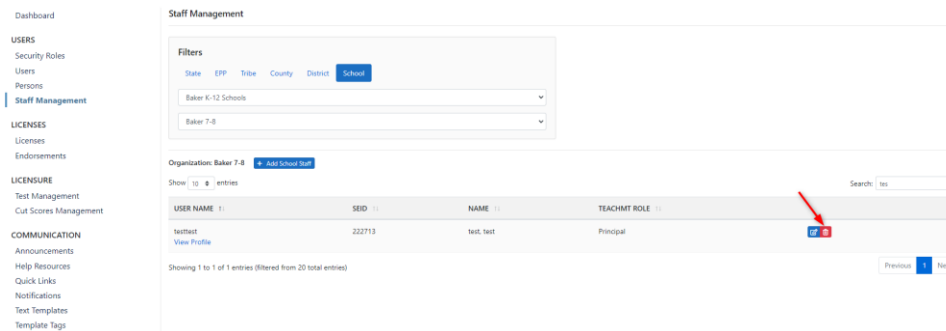 Dashboard
USERS
Security Roles
Users
Persons
Staff Management
LICENSES
Licenses
Endorsements
LICENSURE
Test Management
Cut Scores Management
COMMUNICATION
Announcements
Help Resources
Quick Links
Notifications
Text Templates
Template Tags
Staff Management
Filters
State EPP Tribe County District School
Baker K-12 Schools
Baker 7-8
Organization: Baker 7-8 + Add School Staff
Show 10 entries
Search: tes
USER NAME SEID NAME TEACHMT ROLE
testtest 222713 test, test Principal
View Profile
Showing 1 to 1 of 1 entries (filtered from 20 total entries)
Previous 1 Ne